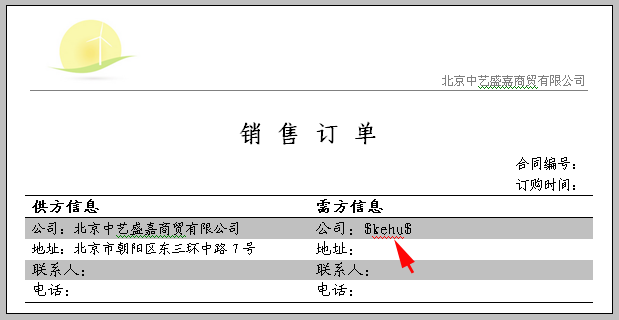 北京中艺盛嘉商贸有限公司
销 售 订 单
合同编号：
订购时间：
供方信息 需方信息
公司：北京中艺盛嘉商贸有限公司 公司：$kehu$
地址：北京市朝阳区东三环中路 7 号 地址：
联系人： 联系人：
电话： 电话：